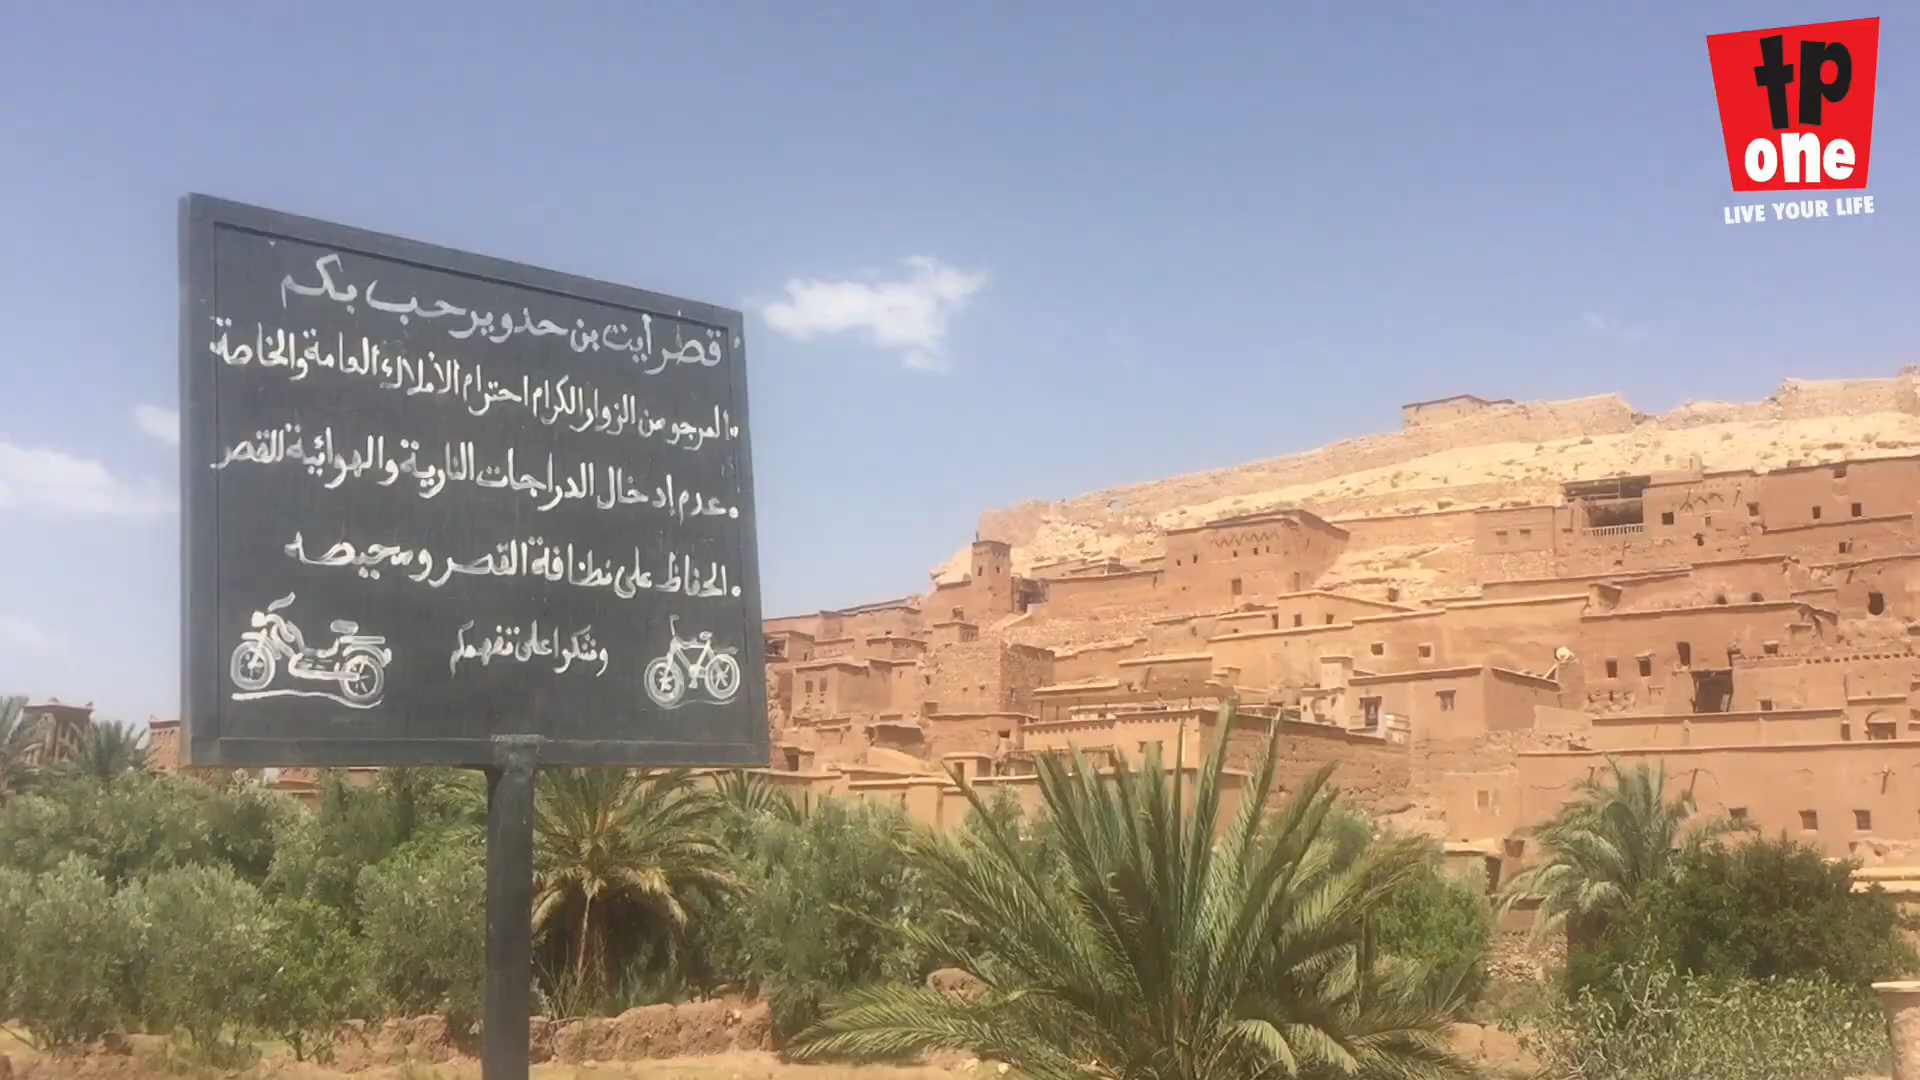 قطر أيت بن حدو يرحب بكم
المرجو من الزوار الكرام احترام الأملاك العامة والخاصة
عدم إدخال الدراجات النارية والهوائية القصر
الحفاظ على نظافة القصر ومحيطه
وشكرا على تفهمكم
tp
one
LIVE YOUR LIFE